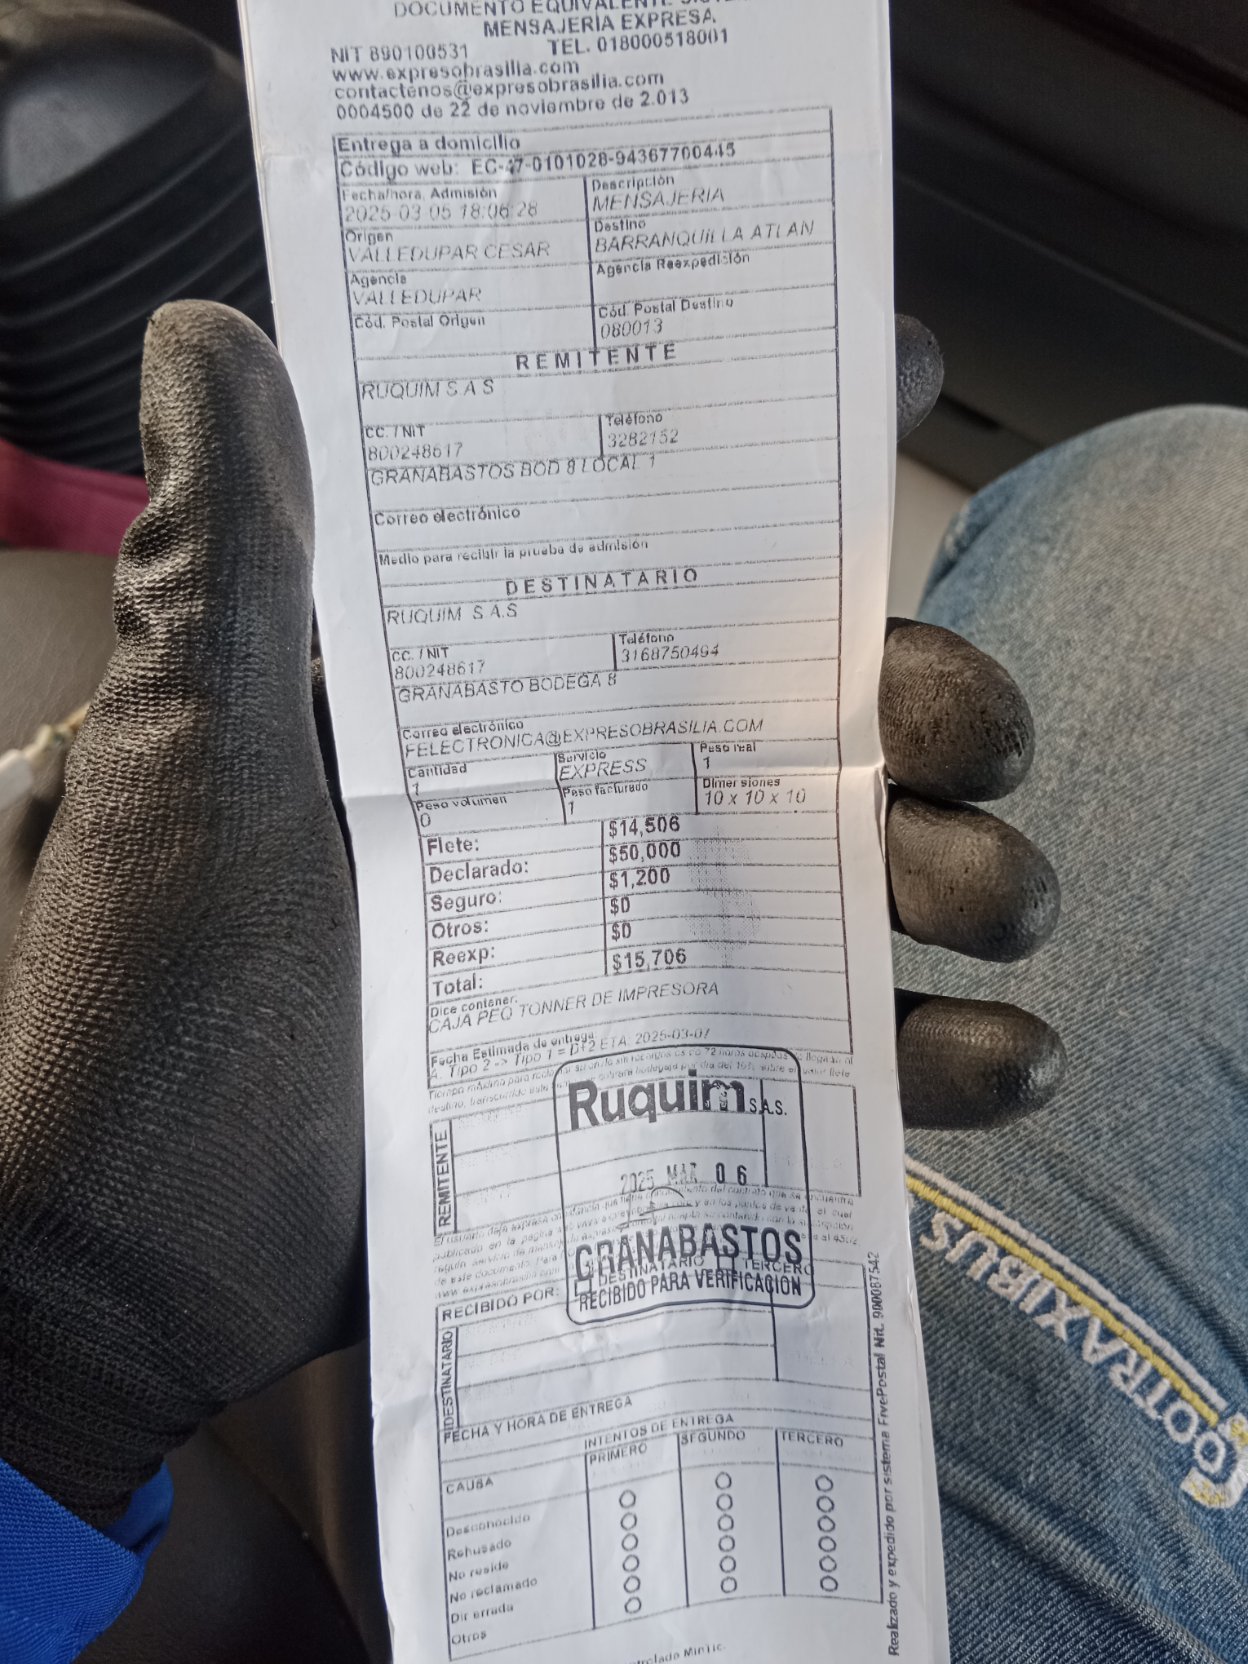 DOCUMENTO EQUIVALENTE
MENSAJERIA EXPRESA
NIT 890100531 TEL. 018000518001
www.expresobrasilia.com
contactenos@expresobrasilia.com
0004500 de 22 de noviembre de 2.013
Entrega a domicilio
Código web: EC-47-0101028-94367700445
Fecha/hora. Admisión Descripción
2025-03-05 18:06:28 MENSAJERIA
Origen Destino
VALLEDUPAR CESAR BARRANQUILLA ATLAN
Agencia Agencia Reexpedición
VALLEDUPAR
Cód. Postal Origen Cód. Postal Destino
080013
REMITENTE
RUQUIM S.A.S
CC. / NIT Teléfono
800248617 3282152
GRANABASTOS BOD 8 LOCAL 1
Correo electrónico
Medio para recibir la prueba de admisión
DESTINATARIO
RUQUIM S.A.S
CC. / NIT Teléfono
800248617 3168750494
GRANABASTO BODEGA 8
Correo electrónico
FELECTRONICA@EXPRESOBRASILIA.COM
Cantidad Servicio Peso real
1 EXPRESS 1
Peso volumen Peso facturado Dimensiones
0 1 10 x 10 x 10
Flete: $14,506
Declarado: $50,000
Seguro: $1,200
Otros: $0
Reexp: $0
Total: $15,706
Dice contener:
CAJA PEQ TONNER DE IMPRESORA
Fecha Estimada de entrega
4. Tipo 2 -> Tipo 1 = D+2 ETA: 2025-03-07
Ruquim S.A.S.
2025 MAR 06
REMITENTE
GRANABASTOS
DESTINATARIO TERCERO
RECIBIDO POR:
RECIBIDO PARA VERIFICACION
DESTINATARIO
FECHA Y HORA DE ENTREGA
INTENTOS DE ENTREGA
CAUSA PRIMERO SEGUNDO TERCERO
Desconocido
Rehusado
No reside
No reclamado
Dir errada
Otros
Realizado y expedido por sistema FivePostal Nit. 900087542
COTRAXIBUS